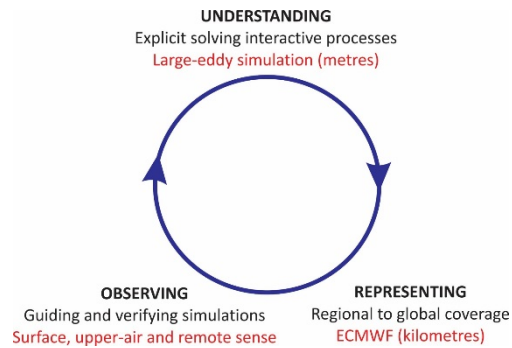 UNDERSTANDING
Explicit solving interactive processes
Large-eddy simulation (metres)
OBSERVING
Guiding and verifying simulations
Surface, upper-air and remote sense
REPRESENTING
Regional to global coverage
ECMWF (kilometres)